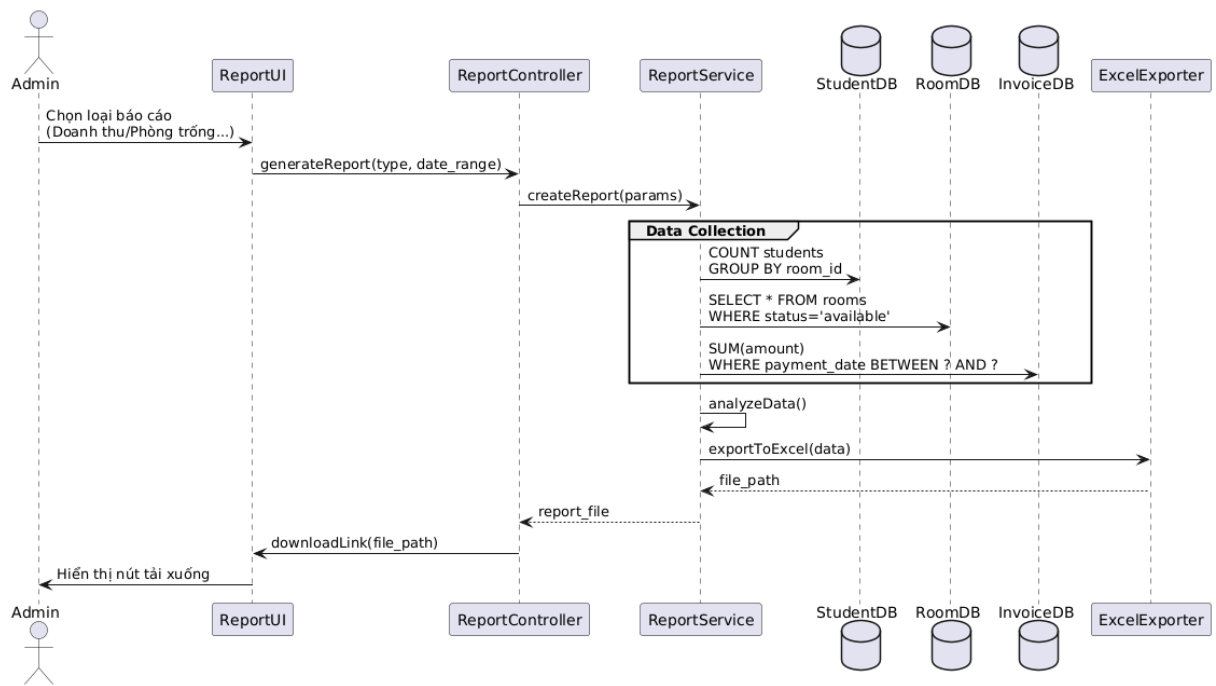 Admin
ReportUI
ReportController
ReportService
StudentDB
RoomDB
InvoiceDB
ExcelExporter
Chọn loại báo cáo
(Doanh thu/Phòng trống...)
generateReport(type, date_range)
createReport(params)
Data Collection
COUNT students
GROUP BY room_id
SELECT * FROM rooms
WHERE status='available'
SUM(amount)
WHERE payment_date BETWEEN ? AND ?
analyzeData()
exportToExcel(data)
file_path
report_file
downloadLink(file_path)
Hiển thị nút tải xuống
Admin
ReportUI
ReportController
ReportService
StudentDB
RoomDB
InvoiceDB
ExcelExporter